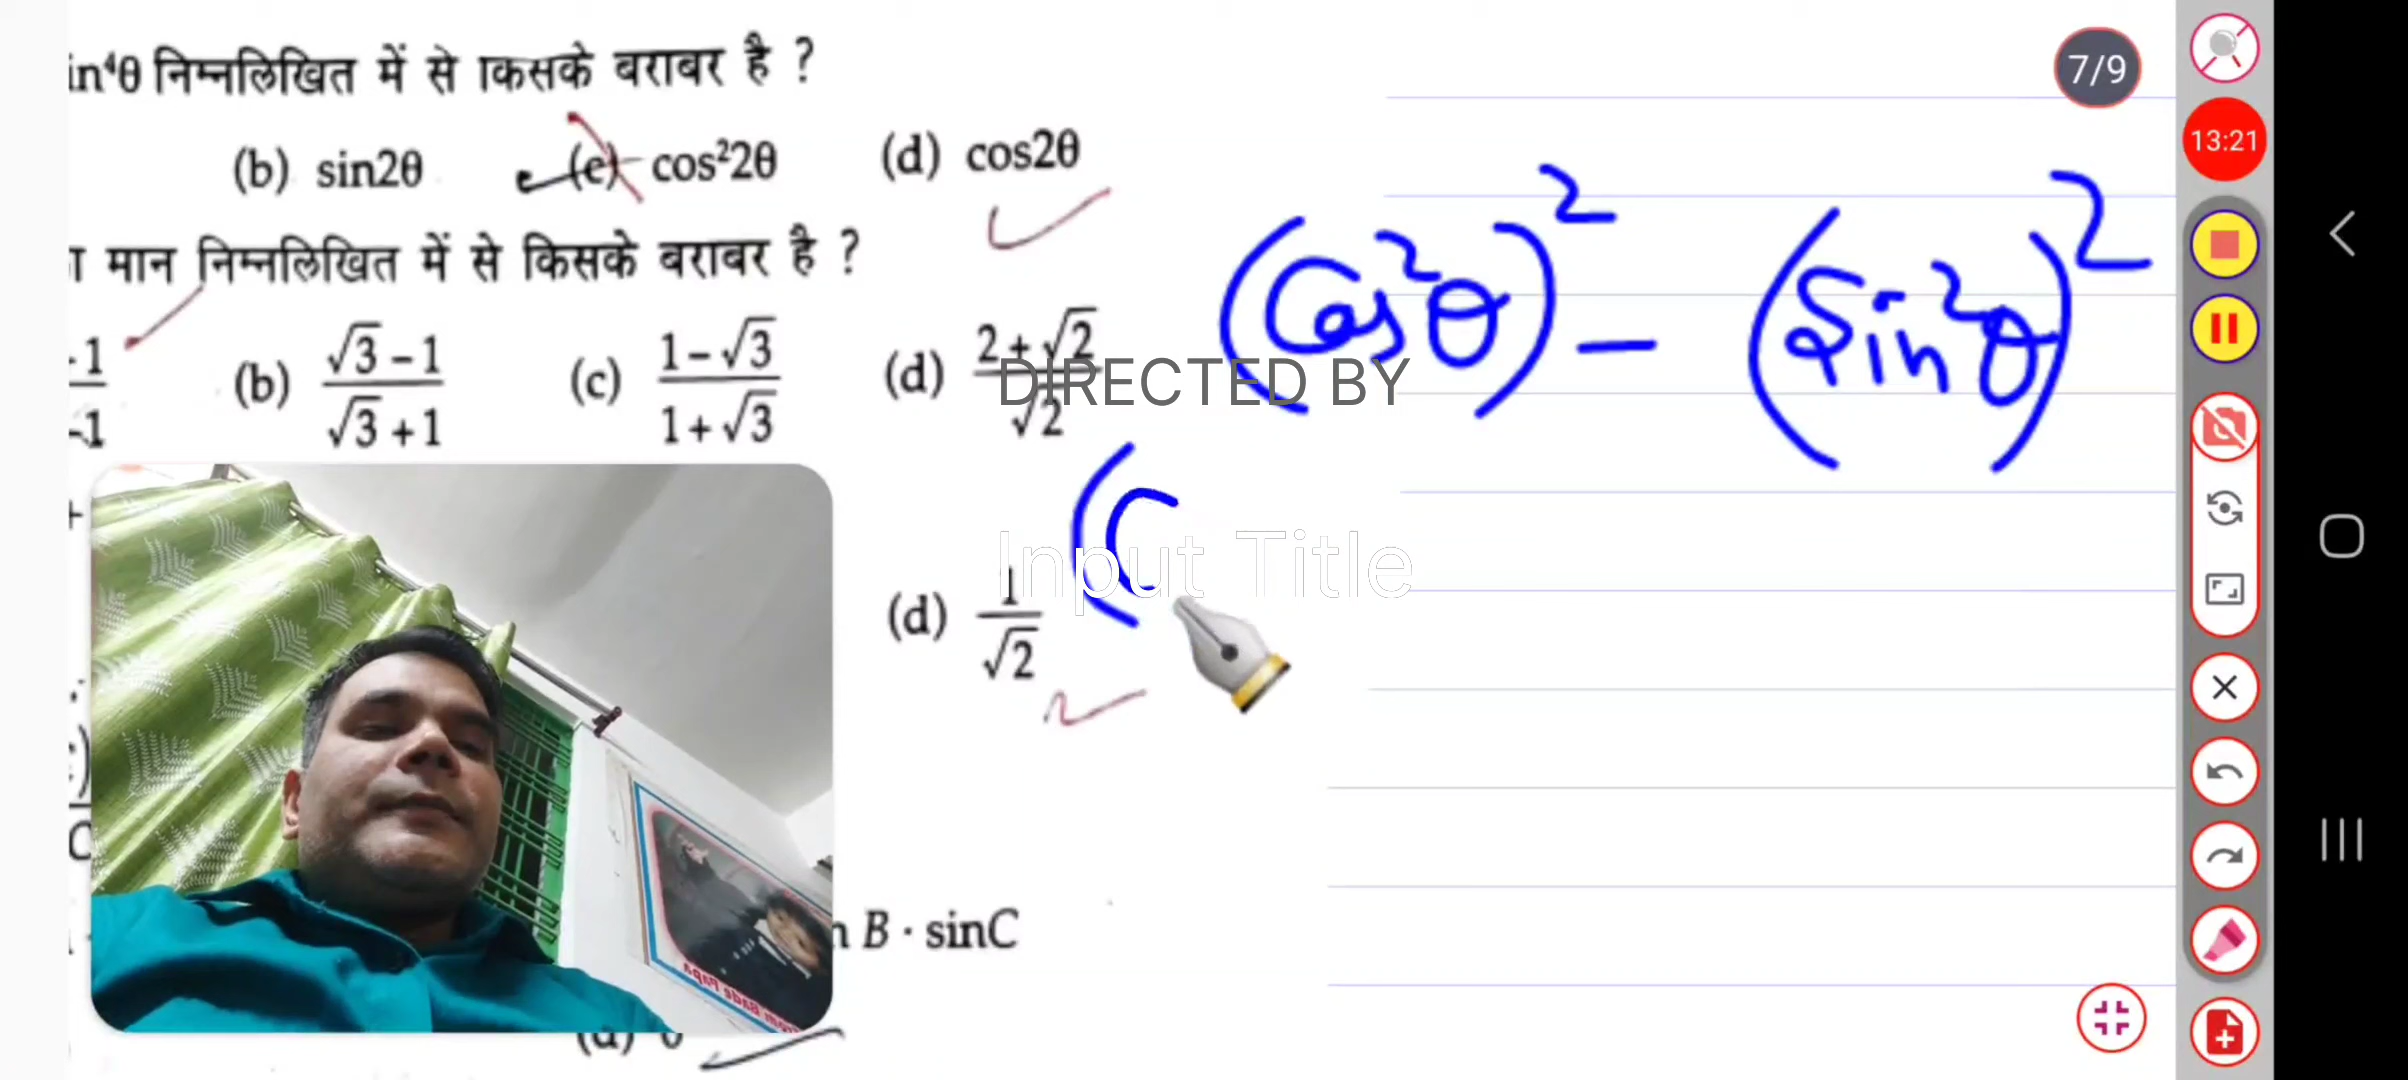 in⁴θ निम्नलिखित में से किसके बराबर है ?
7/9
13:21
(b) sin2θ (c) cos²2θ (d) cos2θ
(Cos²θ)² − (Sin²θ)²
ा मान निम्नलिखित में से किसके बराबर है ?
-1/-1 (b) √3−1/√3+1 (c) 1−√3/1+√3 (d) 2+√2/√2
DIRECTED BY
(C
Input Title
+
(d) 1/√2
n B · sinC